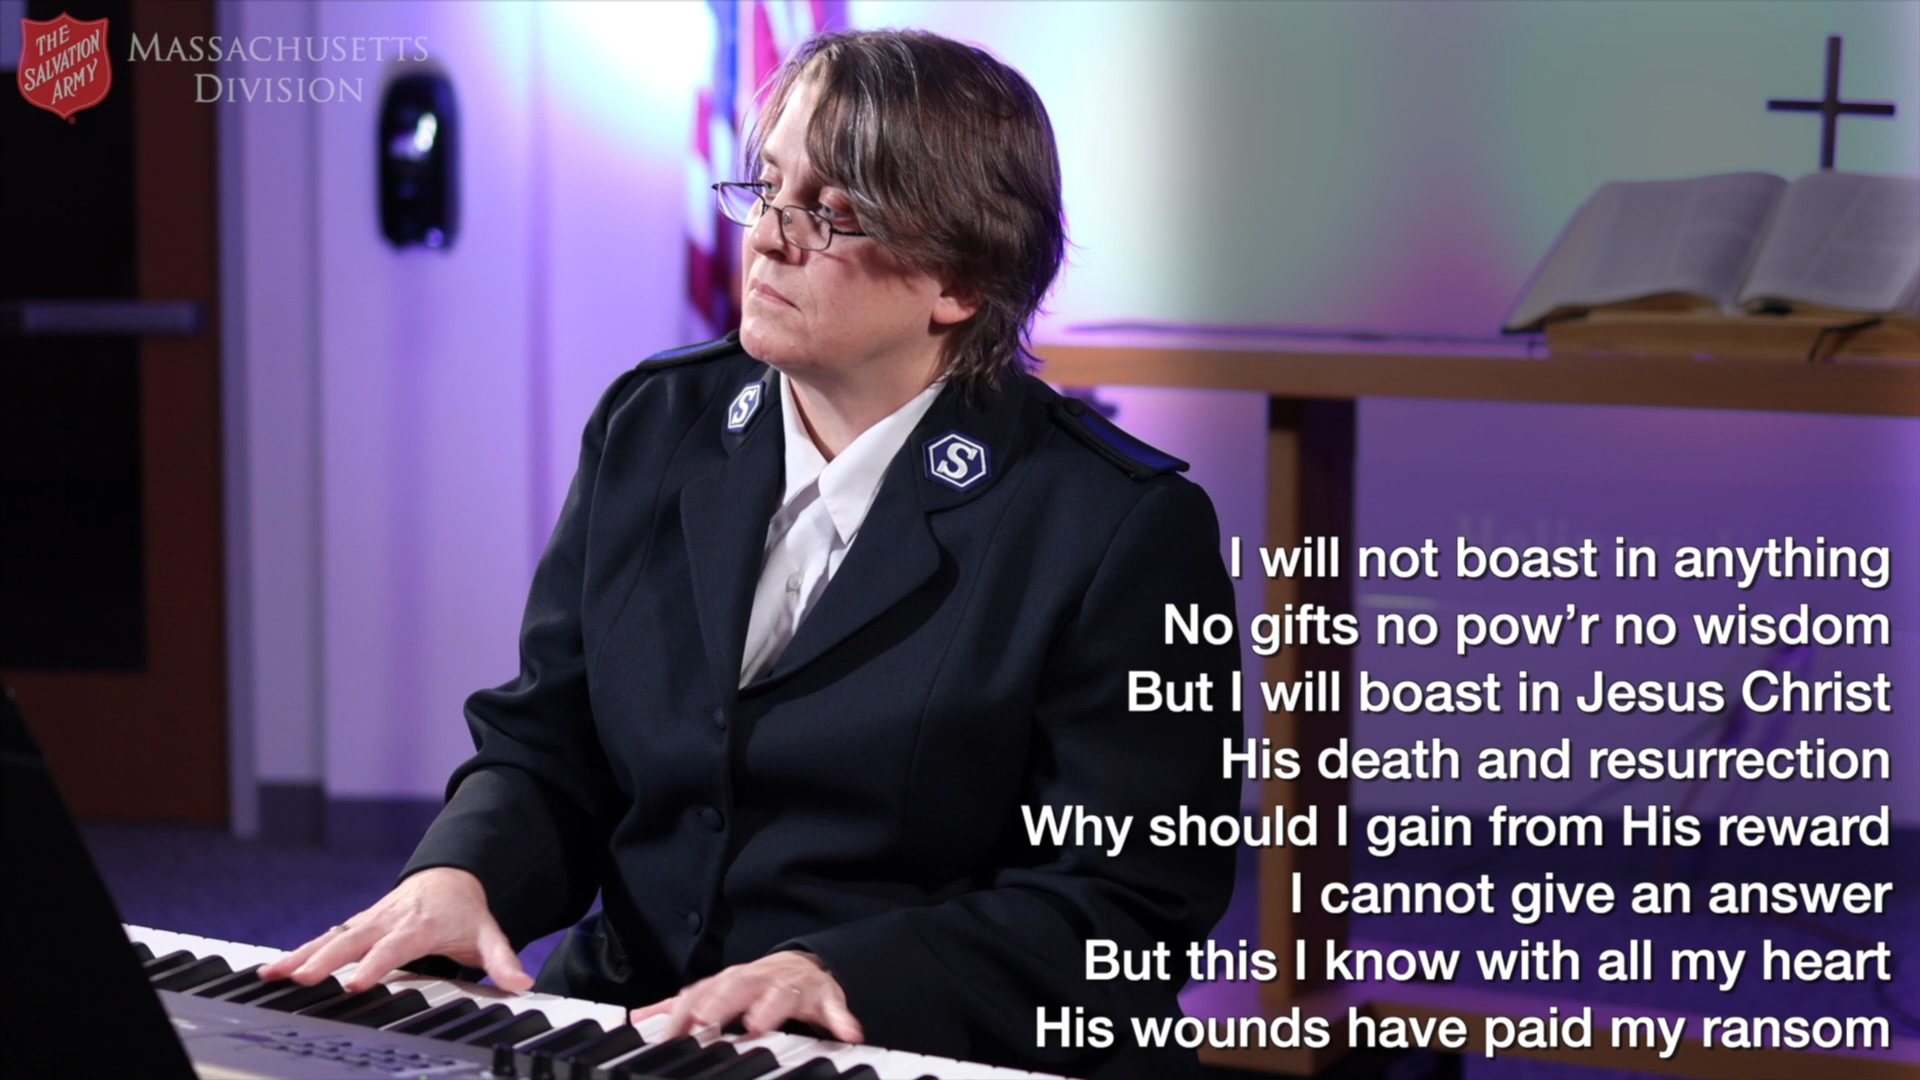 THE
SALVATION
ARMY
MASSACHUSETTS
DIVISION
S
S
I will not boast in anything
No gifts no pow’r no wisdom
But I will boast in Jesus Christ
His death and resurrection
Why should I gain from His reward
I cannot give an answer
But this I know with all my heart
His wounds have paid my ransom